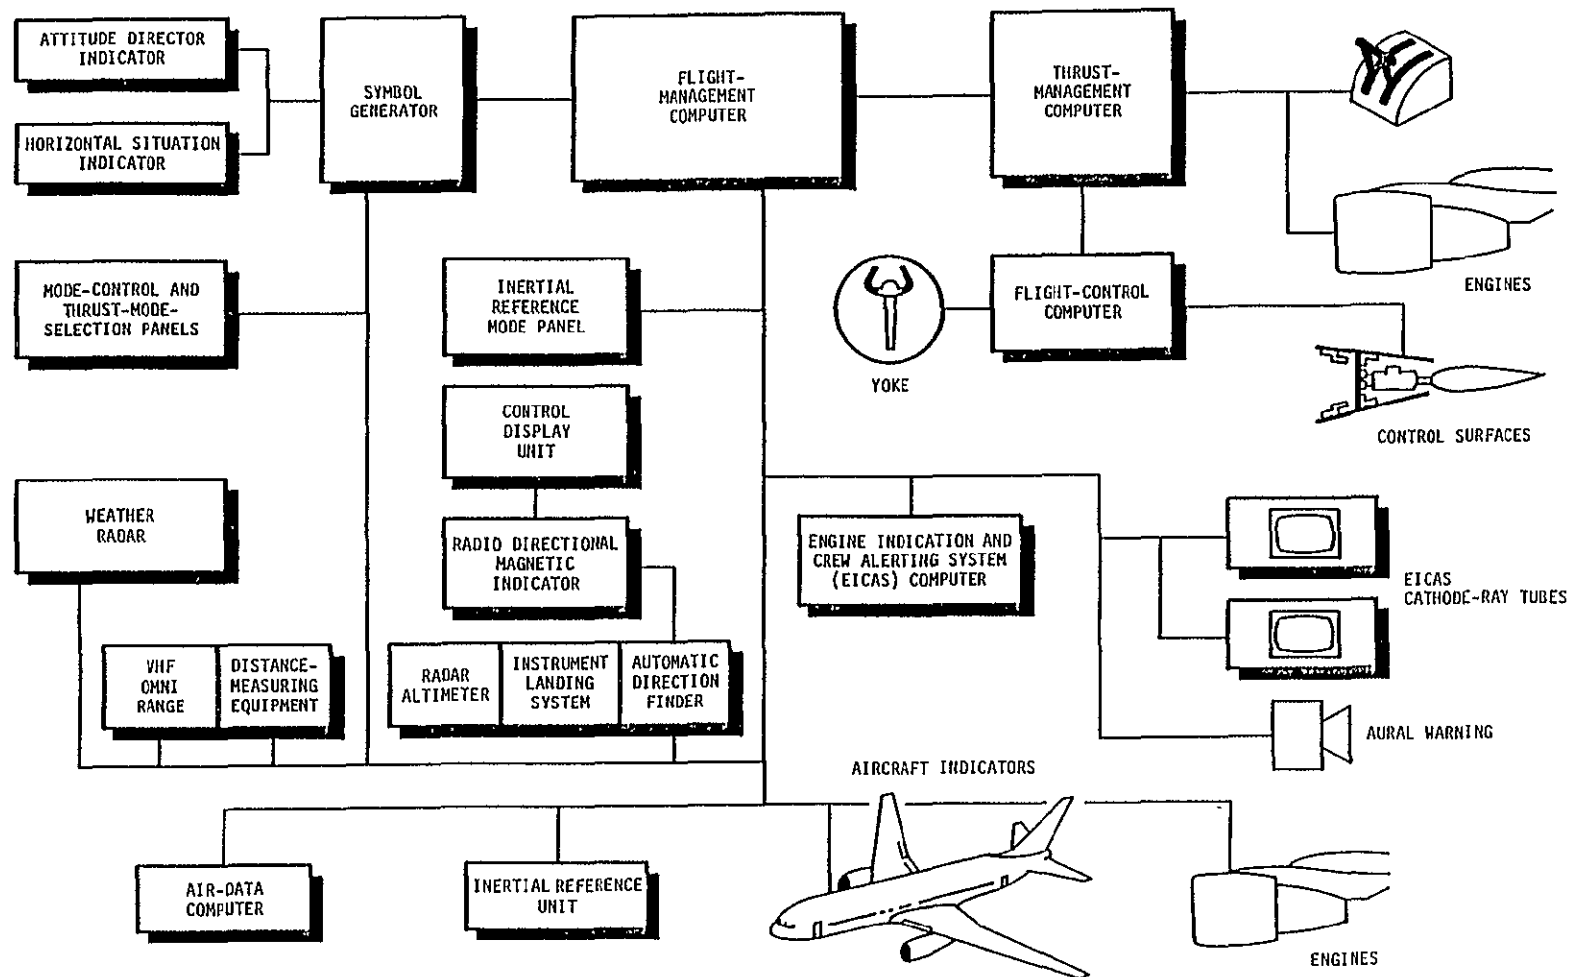 ATTITUDE DIRECTOR
INDICATOR
HORIZONTAL SITUATION
INDICATOR
SYMBOL
GENERATOR
FLIGHT-
MANAGEMENT
COMPUTER
THRUST-
MANAGEMENT
COMPUTER
ENGINES
MODE-CONTROL AND
THRUST-MODE-
SELECTION PANELS
INERTIAL
REFERENCE
MODE PANEL
YOKE
FLIGHT-CONTROL
COMPUTER
CONTROL SURFACES
CONTROL
DISPLAY
UNIT
WEATHER
RADAR
RADIO DIRECTIONAL
MAGNETIC
INDICATOR
ENGINE INDICATION AND
CREW ALERTING SYSTEM
(EICAS) COMPUTER
EICAS
CATHODE-RAY TUBES
VHF
OMNI
RANGE
DISTANCE-
MEASURING
EQUIPMENT
RADAR
ALTIMETER
INSTRUMENT
LANDING
SYSTEM
AUTOMATIC
DIRECTION
FINDER
AURAL WARNING
AIRCRAFT INDICATORS
AIR-DATA
COMPUTER
INERTIAL REFERENCE
UNIT
ENGINES